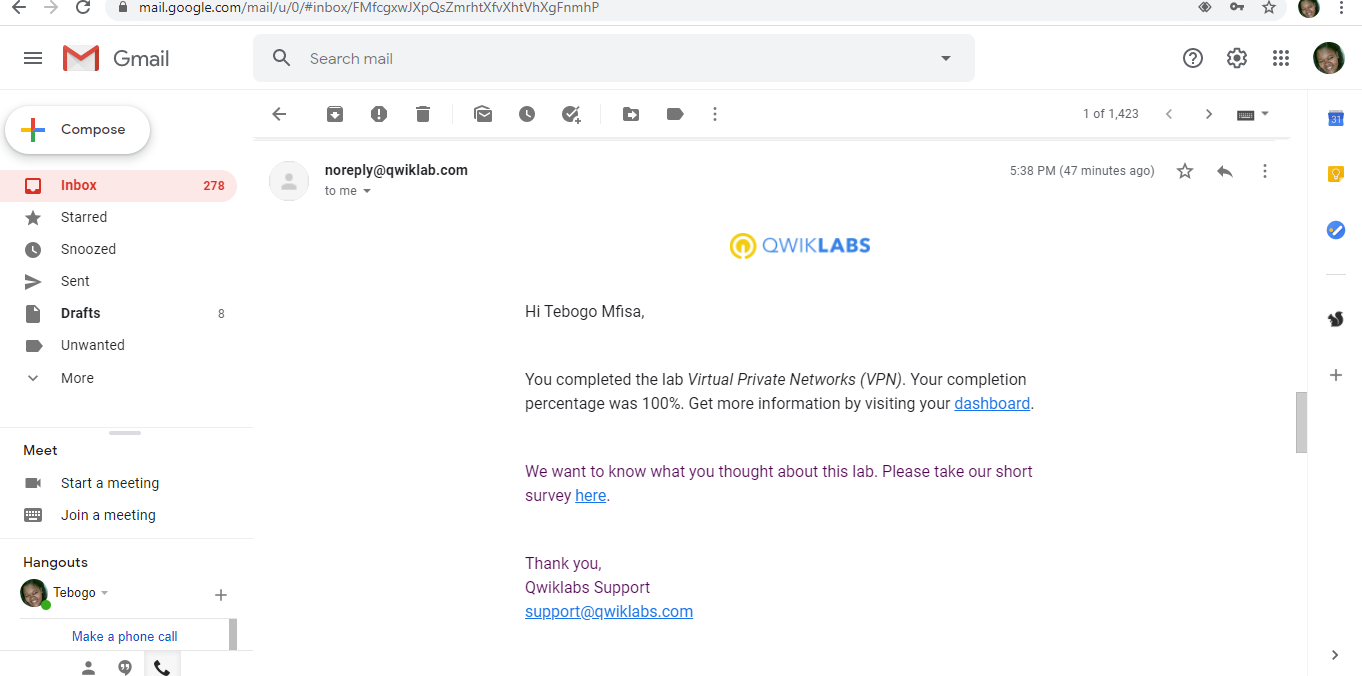 mail.google.com/mail/u/0/#inbox/FMfcgxwJXpQsZmrhtXfvXhtVhXgFnmhP
Gmail
Search mail
Compose
1 of 1,423
Inbox 278
Starred
Snoozed
Sent
Drafts 8
Unwanted
More
noreply@qwiklab.com
5:38 PM (47 minutes ago)
to me
QWIKLABS
Hi Tebogo Mfisa,
You completed the lab Virtual Private Networks (VPN). Your completion
percentage was 100%. Get more information by visiting your dashboard.
We want to know what you thought about this lab. Please take our short
survey here.
Thank you,
Qwiklabs Support
support@qwiklabs.com
Meet
Start a meeting
Join a meeting
Hangouts
Tebogo
Make a phone call
31